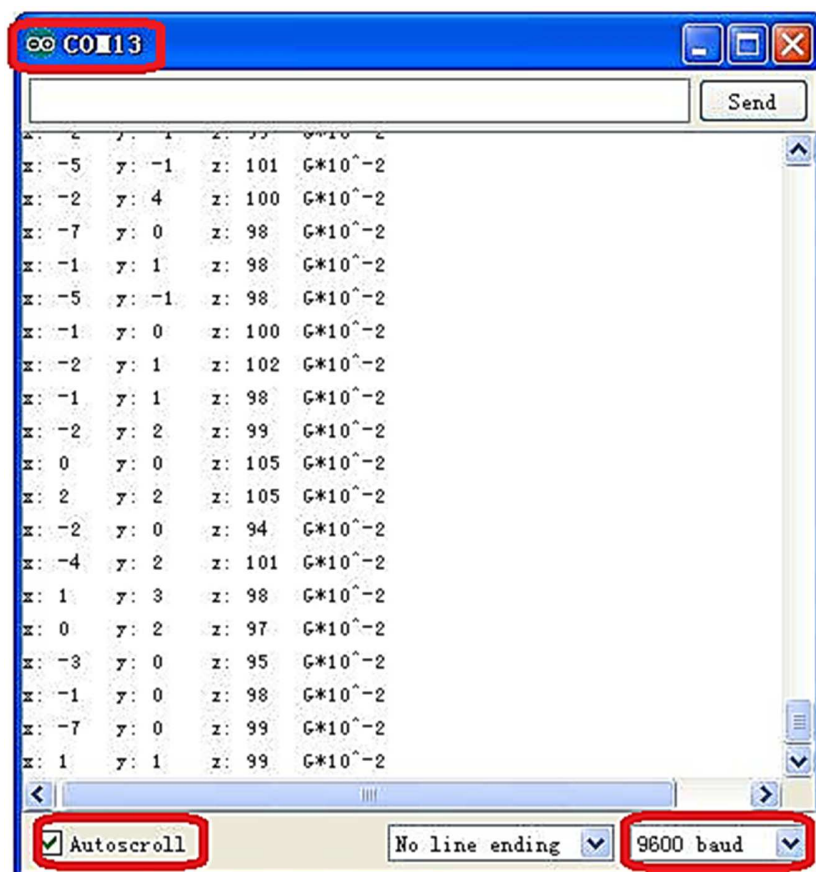 COM13
Send
x: -5 y: -1 z: 101 G*10^-2
x: -2 y: 4 z: 100 G*10^-2
x: -7 y: 0 z: 98 G*10^-2
x: -1 y: 1 z: 98 G*10^-2
x: -5 y: -1 z: 98 G*10^-2
x: -1 y: 0 z: 100 G*10^-2
x: -2 y: 1 z: 102 G*10^-2
x: -1 y: 1 z: 98 G*10^-2
x: -2 y: 2 z: 99 G*10^-2
x: 0 y: 0 z: 105 G*10^-2
x: 2 y: 2 z: 105 G*10^-2
x: -2 y: 0 z: 94 G*10^-2
x: -4 y: 2 z: 101 G*10^-2
x: 1 y: 3 z: 98 G*10^-2
x: 0 y: 2 z: 97 G*10^-2
x: -3 y: 0 z: 95 G*10^-2
x: -1 y: 0 z: 98 G*10^-2
x: -7 y: 0 z: 99 G*10^-2
x: 1 y: 1 z: 99 G*10^-2
Autoscroll No line ending 9600 baud